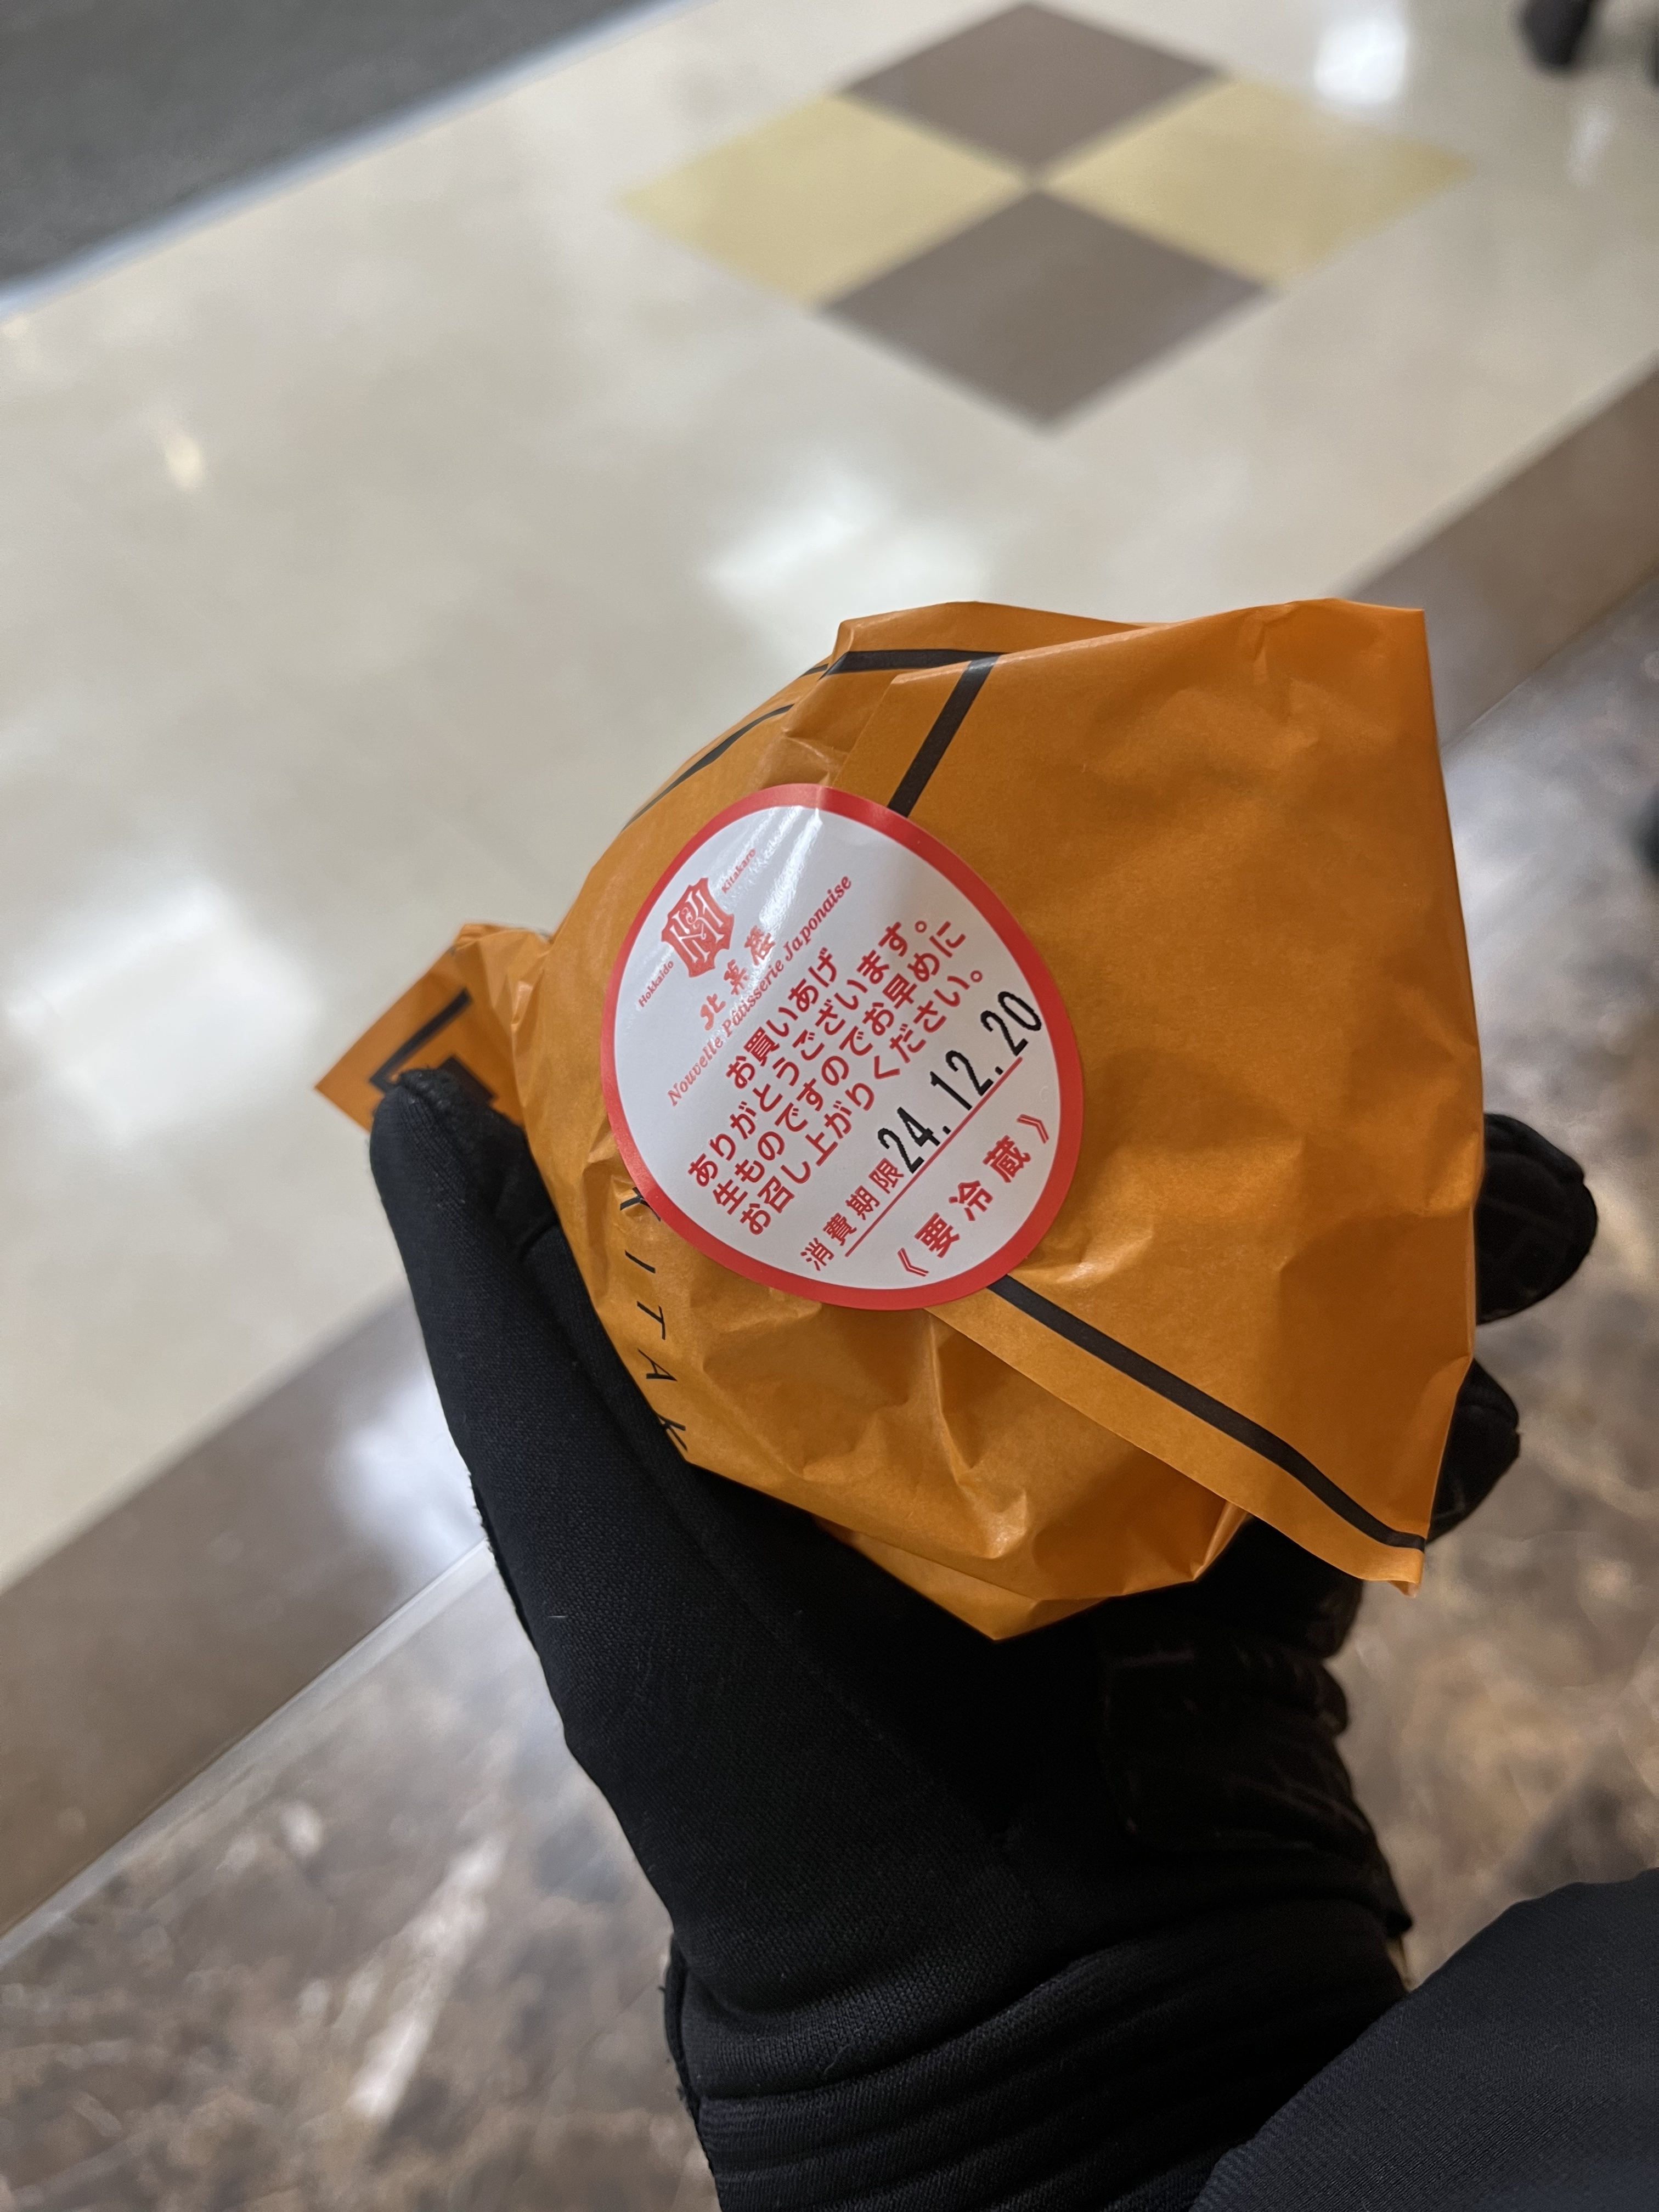 Hokkaido Kitakaro
北菓楼
Nouvelle Pâtisserie Japonaise
お買いあげ
ありがとうございます。
生ものですのでお早めに
お召し上がりください。
消費期限 24.12.20
《要冷蔵》
KITAK